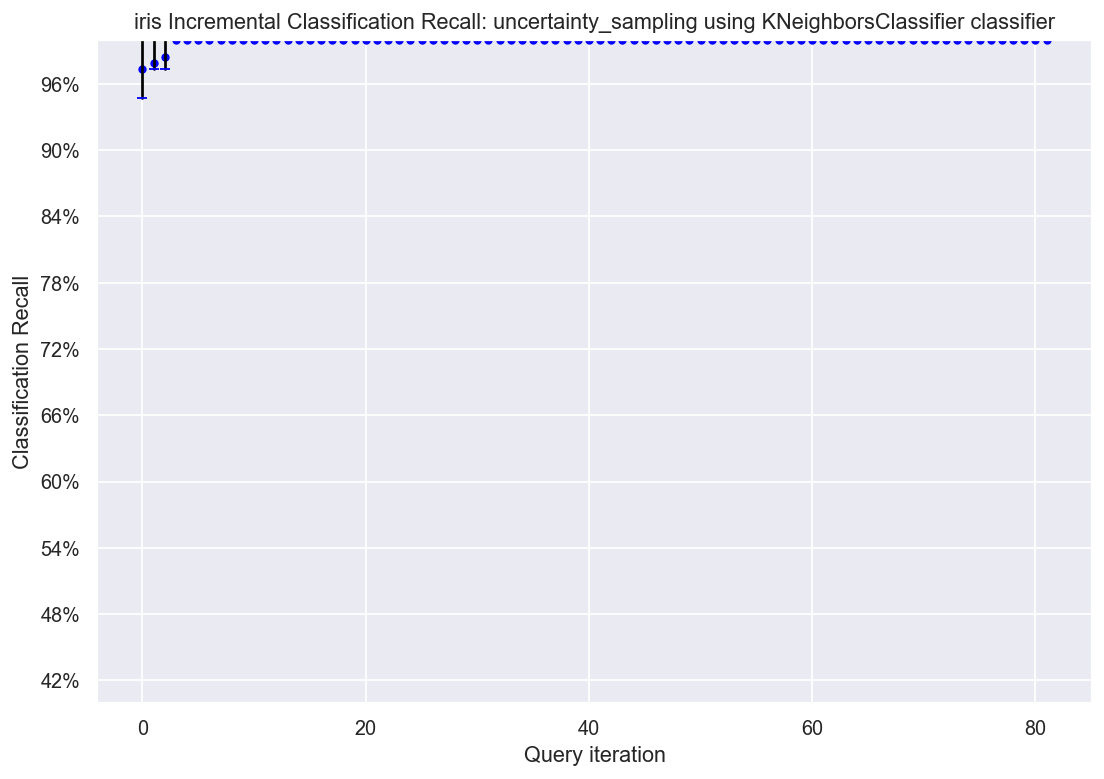 iris Incremental Classification Recall: uncertainty_sampling using KNeighborsClassifier classifier
96%
90%
84%
78%
72%
66%
60%
54%
48%
42%
Classification Recall
0 20 40 60 80
Query iteration